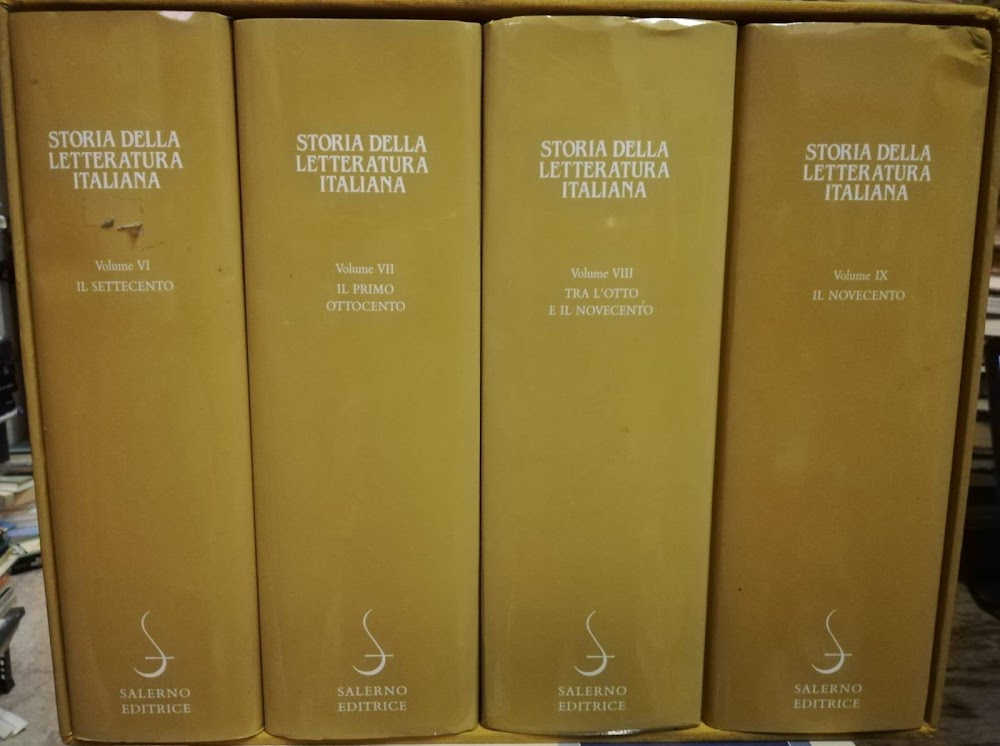 STORIA DELLA
LETTERATURA
ITALIANA
Volume VI
IL SETTECENTO
SALERNO
EDITRICE
STORIA DELLA
LETTERATURA
ITALIANA
Volume VII
IL PRIMO
OTTOCENTO
SALERNO
EDITRICE
STORIA DELLA
LETTERATURA
ITALIANA
Volume VIII
TRA L'OTTO
E IL NOVECENTO
SALERNO
EDITRICE
STORIA DELLA
LETTERATURA
ITALIANA
Volume IX
IL NOVECENTO
SALERNO
EDITRICE